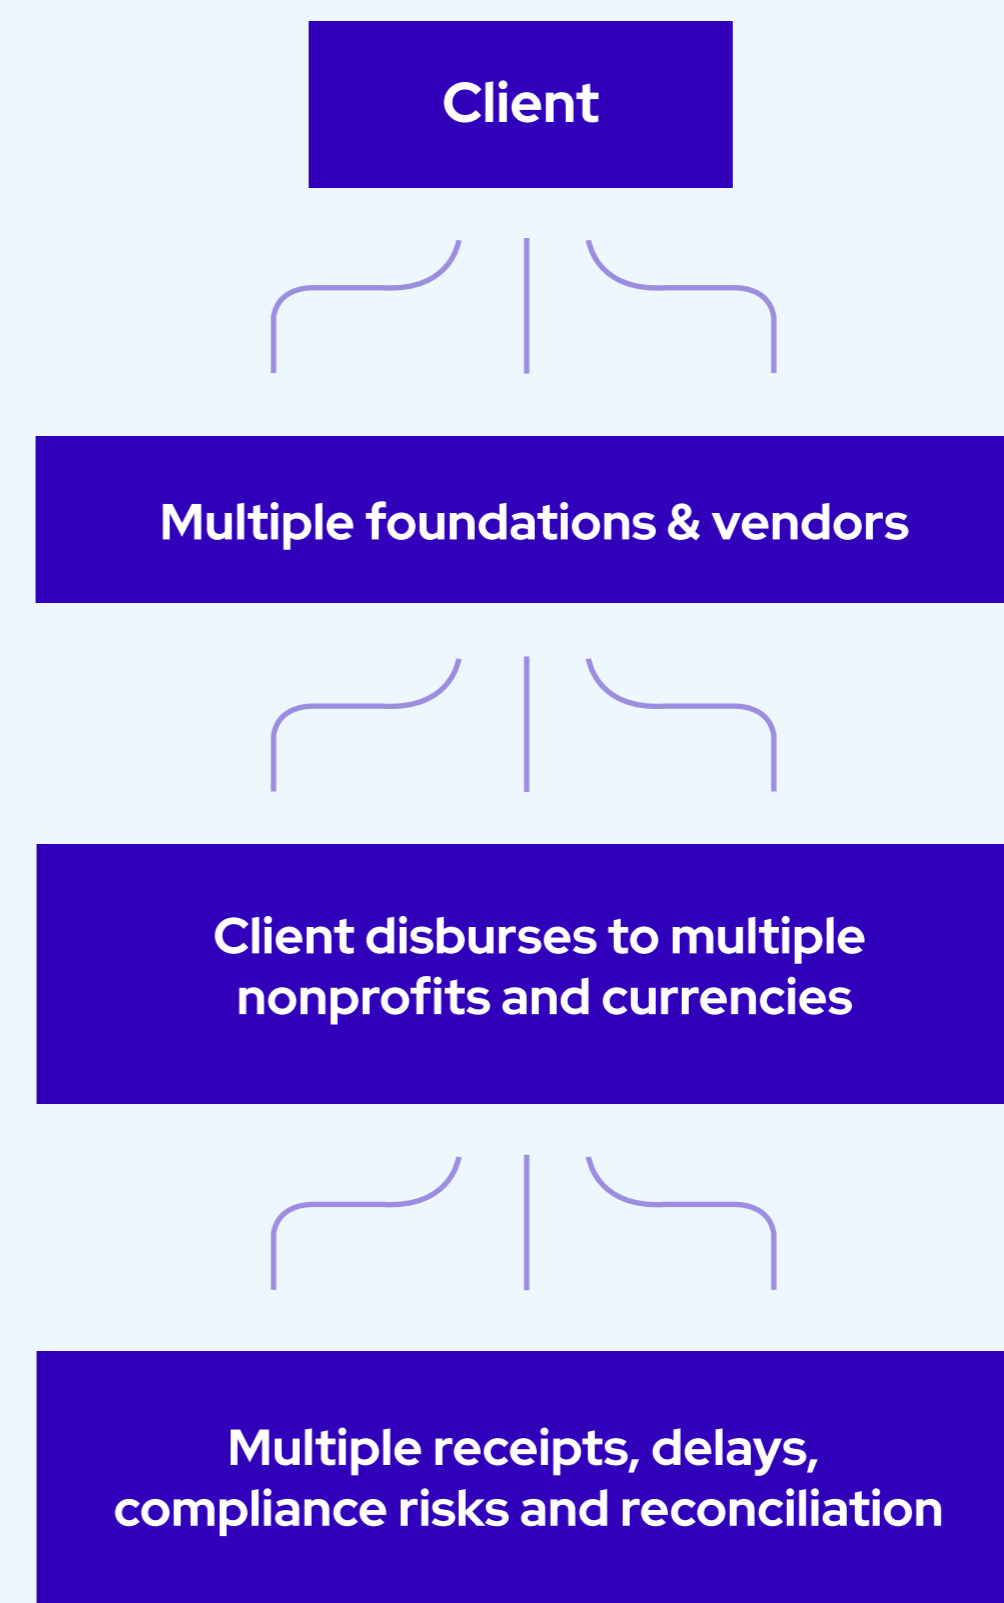 Client
Multiple foundations & vendors
Client disburses to multiple
nonprofits and currencies
Multiple receipts, delays,
compliance risks and reconciliation